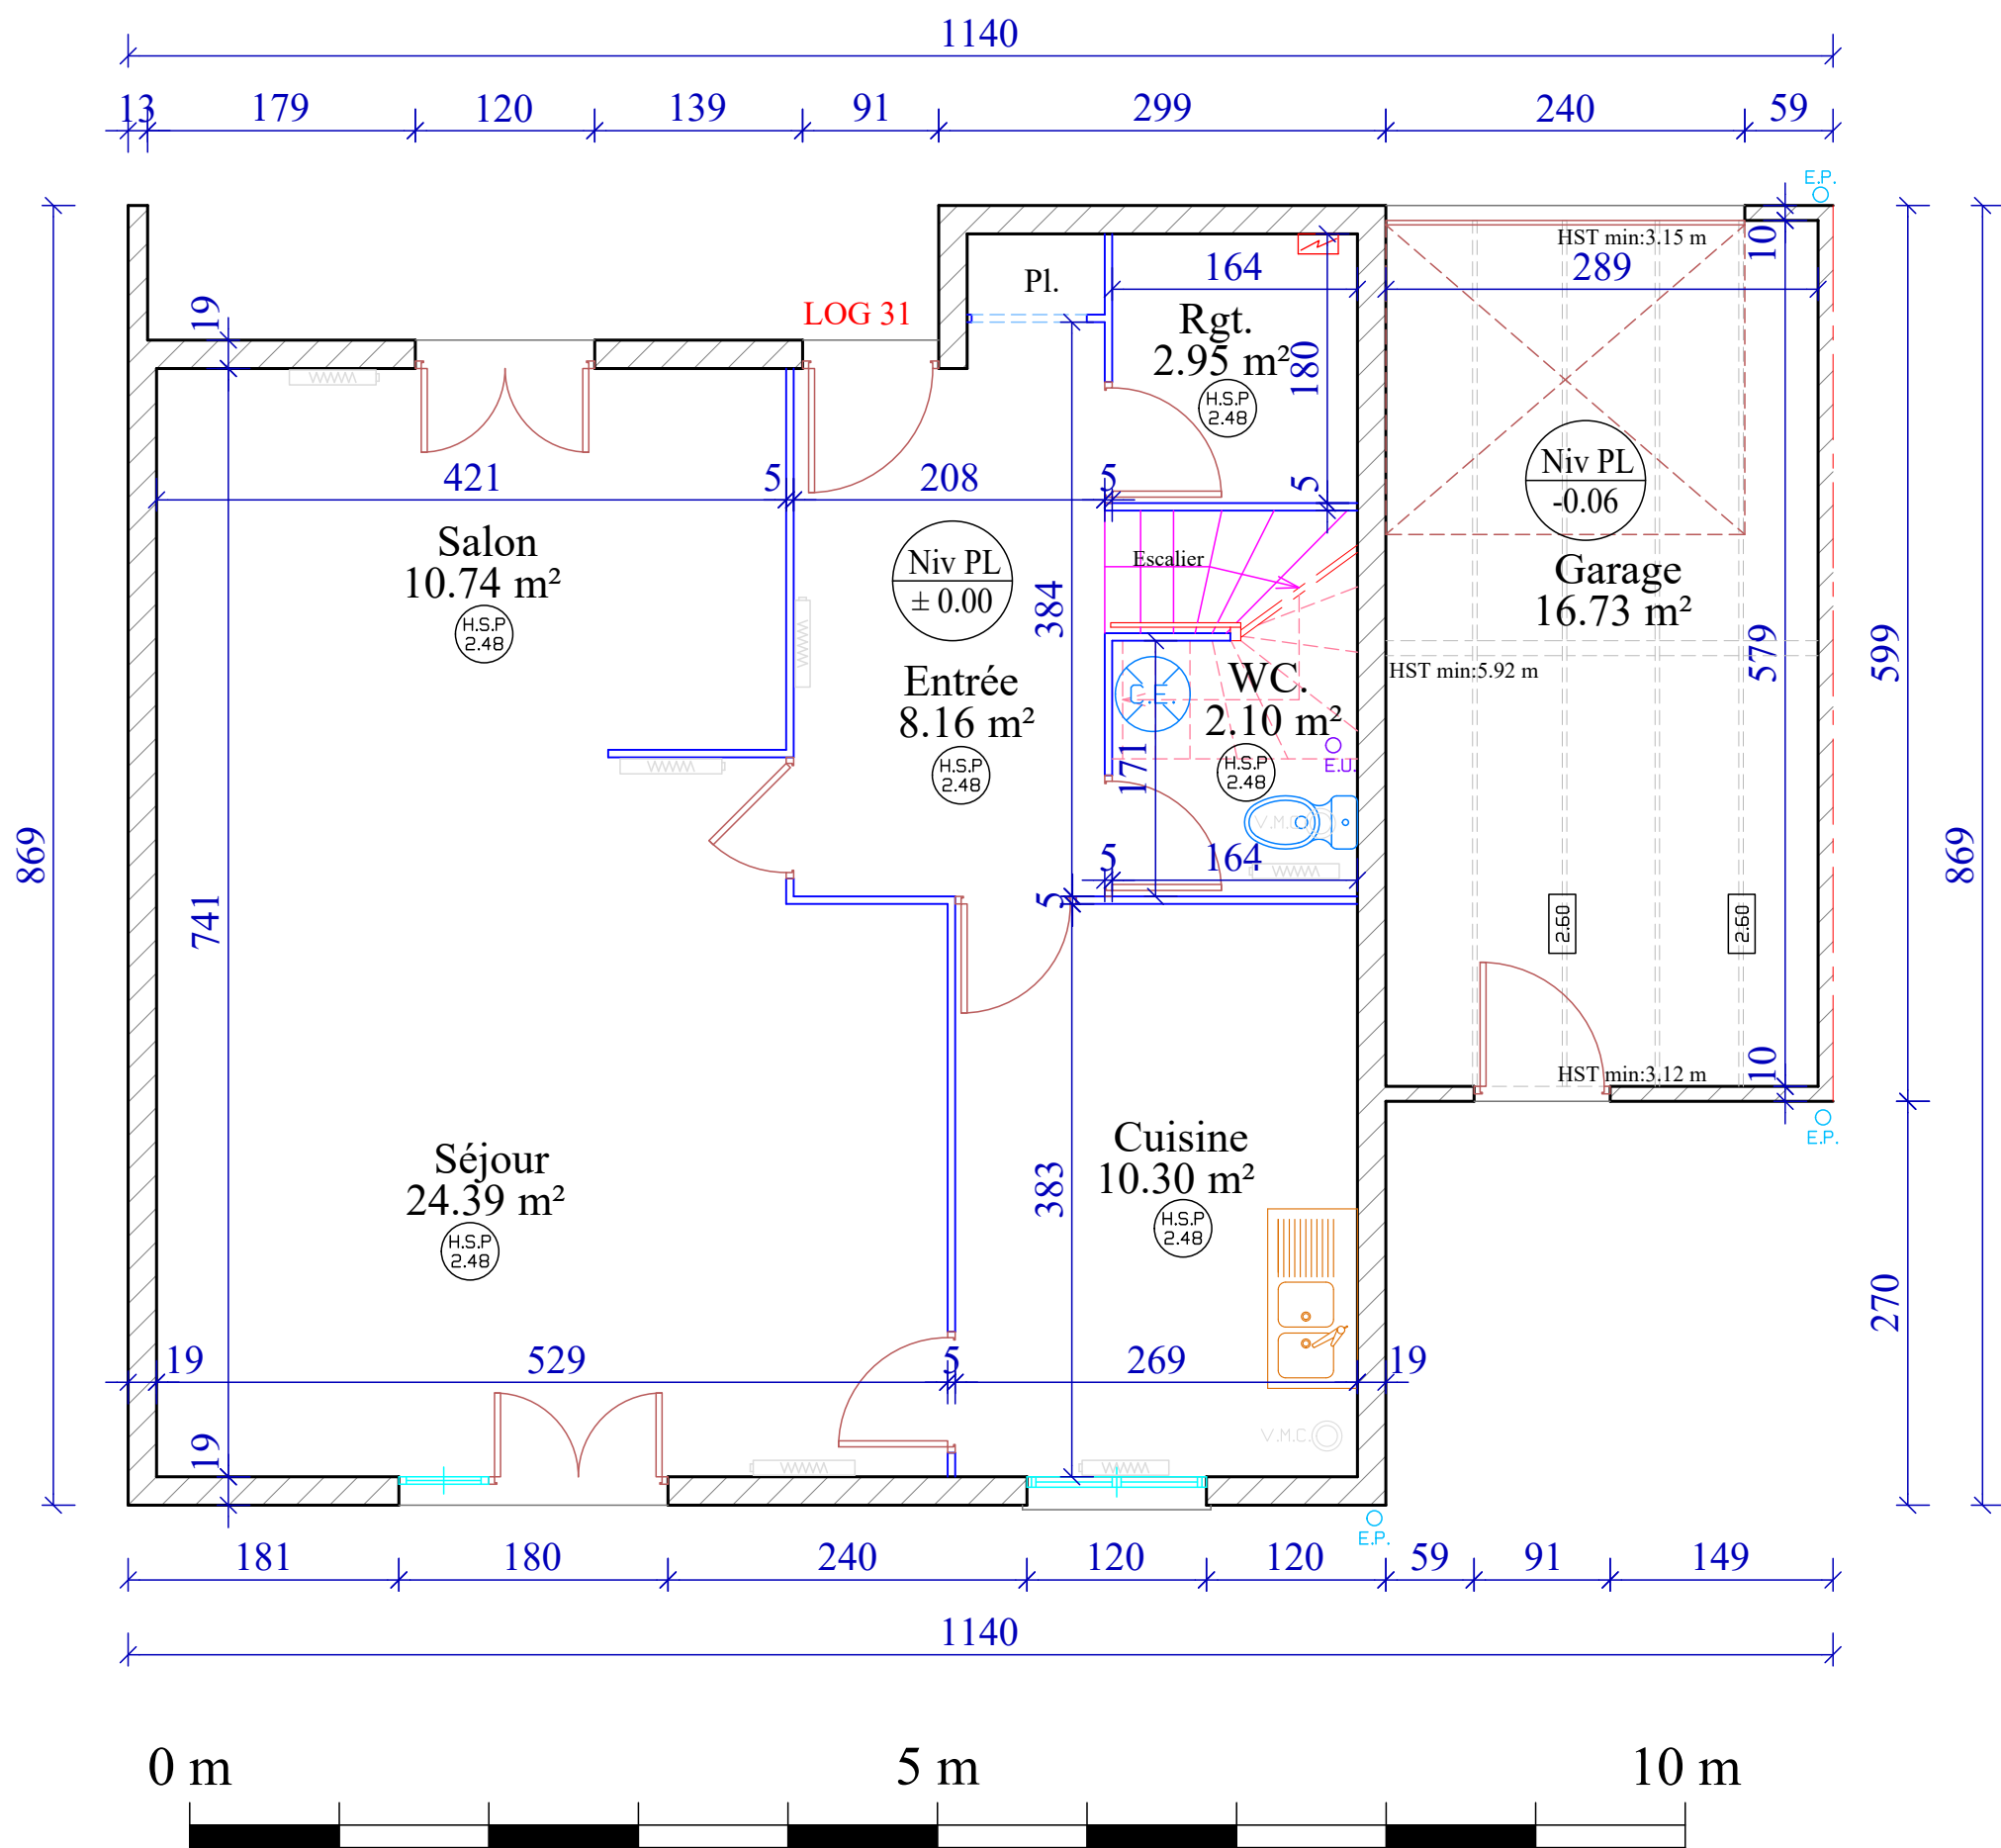 1140
13 179 120 139 91 299 240 59
E.P.
HST min:3.15 m
10
164
289
Pl.
19
LOG 31
Rgt.
2.95 m²
180
H.S.P
2.48
Niv PL
-0.06
421
5
208
5
5
Salon
10.74 m²
H.S.P
2.48
Niv PL
± 0.00
Escalier
384
Garage
16.73 m²
579
599
HST min:5.92 m
Entrée
8.16 m²
H.S.P
2.48
C.E.
WC.
2.10 m²
H.S.P
2.48
171
E.U.
V.M.C.
869
741
5
164
5
869
2.60
2.60
10
HST min:3.12 m
E.P.
Séjour
24.39 m²
H.S.P
2.48
Cuisine
10.30 m²
H.S.P
2.48
383
270
19
529
5
269
19
19
V.M.C.
E.P.
181 180 240 120 120 59 91 149
1140
0 m 5 m 10 m